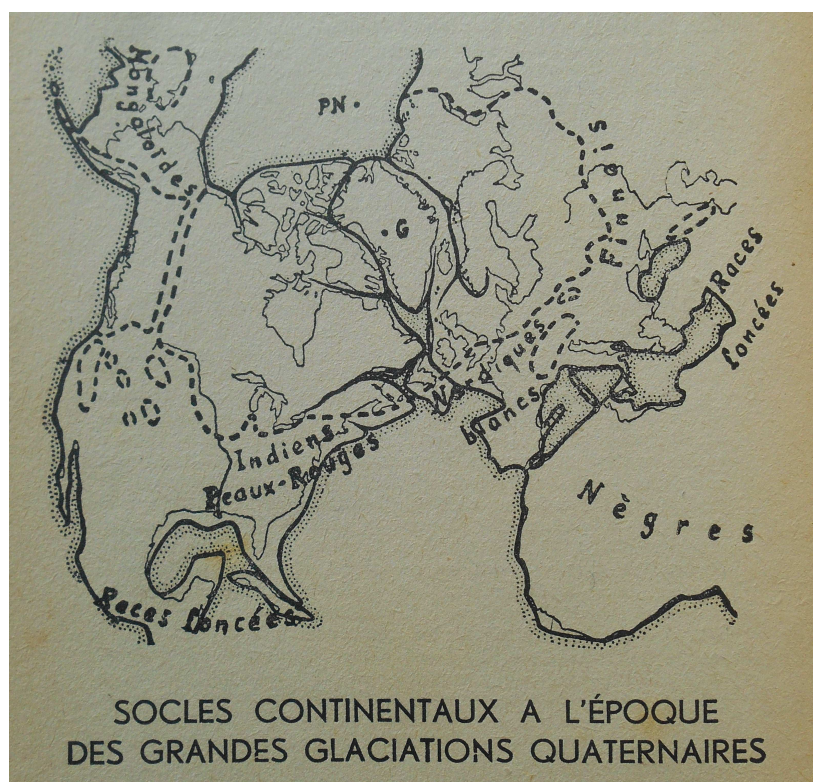 Mongoloïdes
PN.
.G
Finnois
Races
foncées
Nordiques
blancs
Indiens
Peaux-Rouges
Nègres
Races foncées
SOCLES CONTINENTAUX A L'ÉPOQUE
DES GRANDES GLACIATIONS QUATERNAIRES